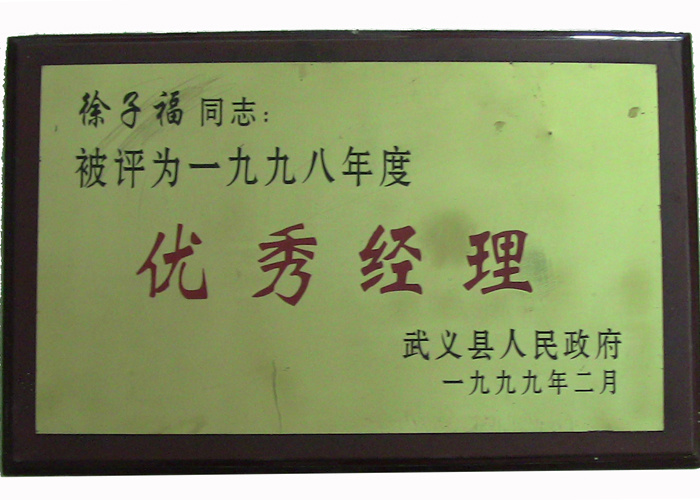 徐子福 同志：
被评为一九九八年度
优秀经理
武义县人民政府
一九九九年二月